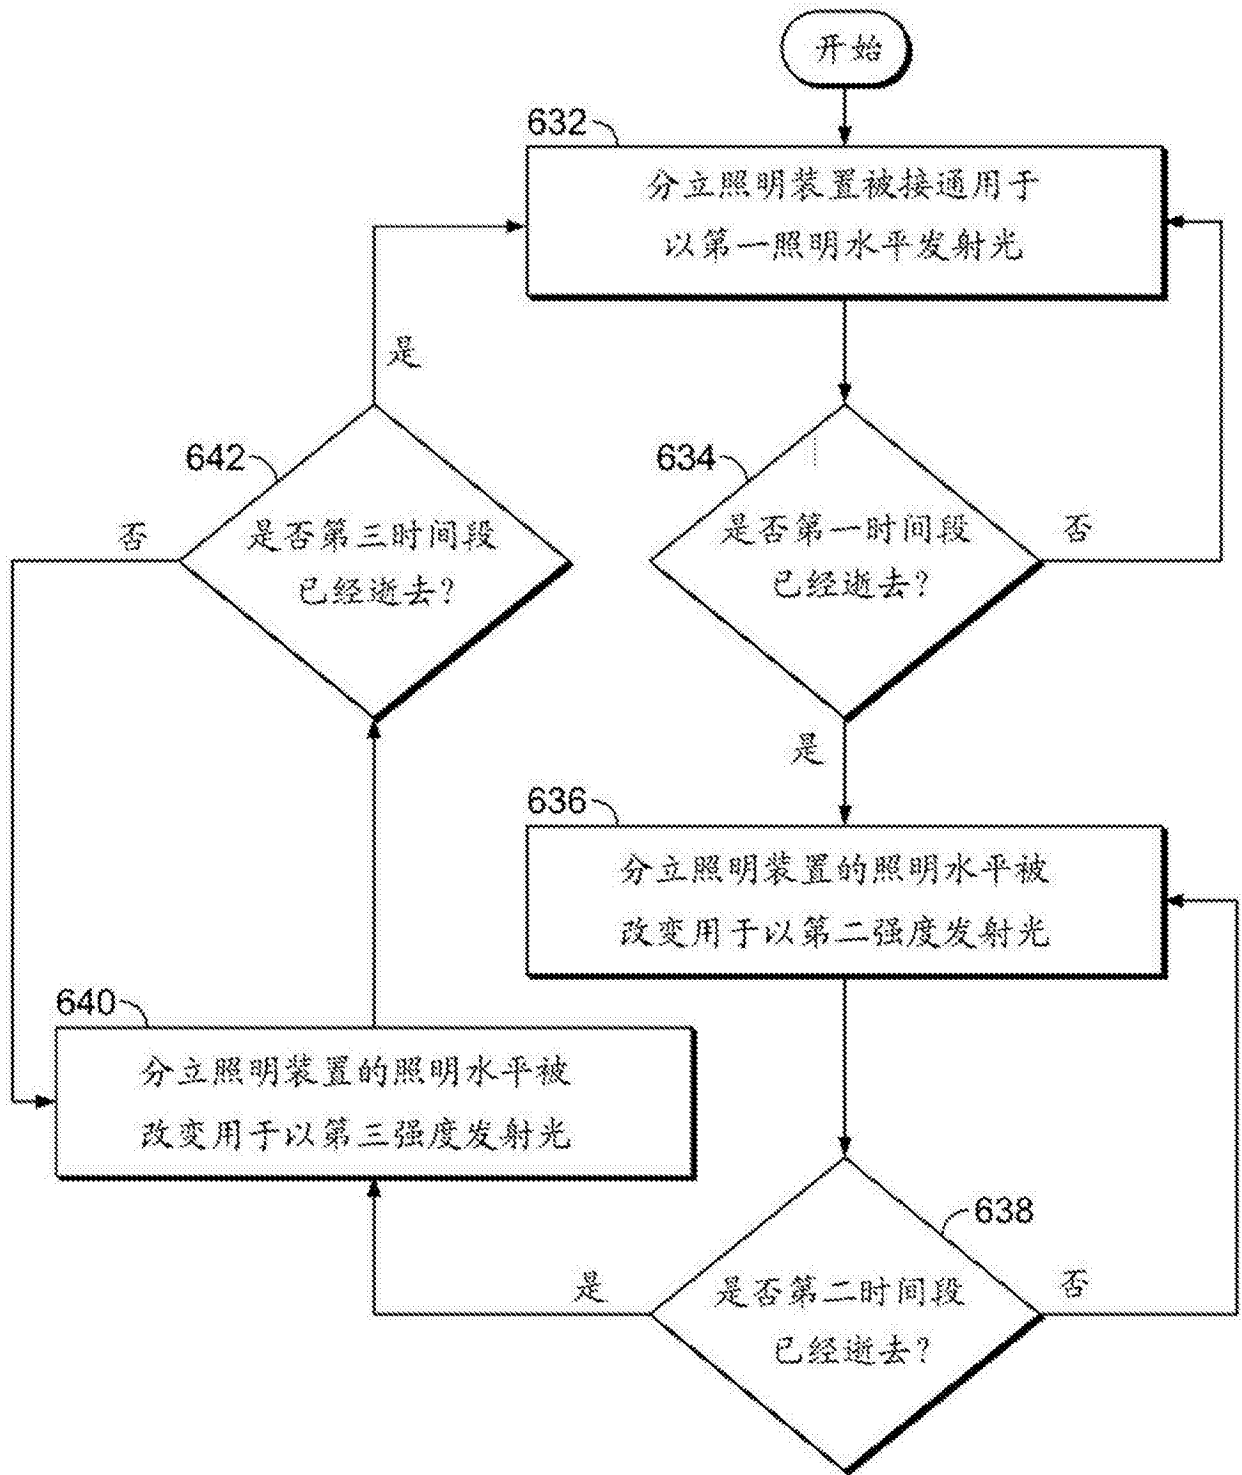 开始
632
分立照明装置被接通用于
以第一照明水平发射光
是
642
634
否
是否第三时间段
已经逝去?
是否第一时间段
已经逝去?
否
是
636
分立照明装置的照明水平被
改变用于以第二强度发射光
640
分立照明装置的照明水平被
改变用于以第三强度发射光
638
是
是否第二时间段
已经逝去?
否